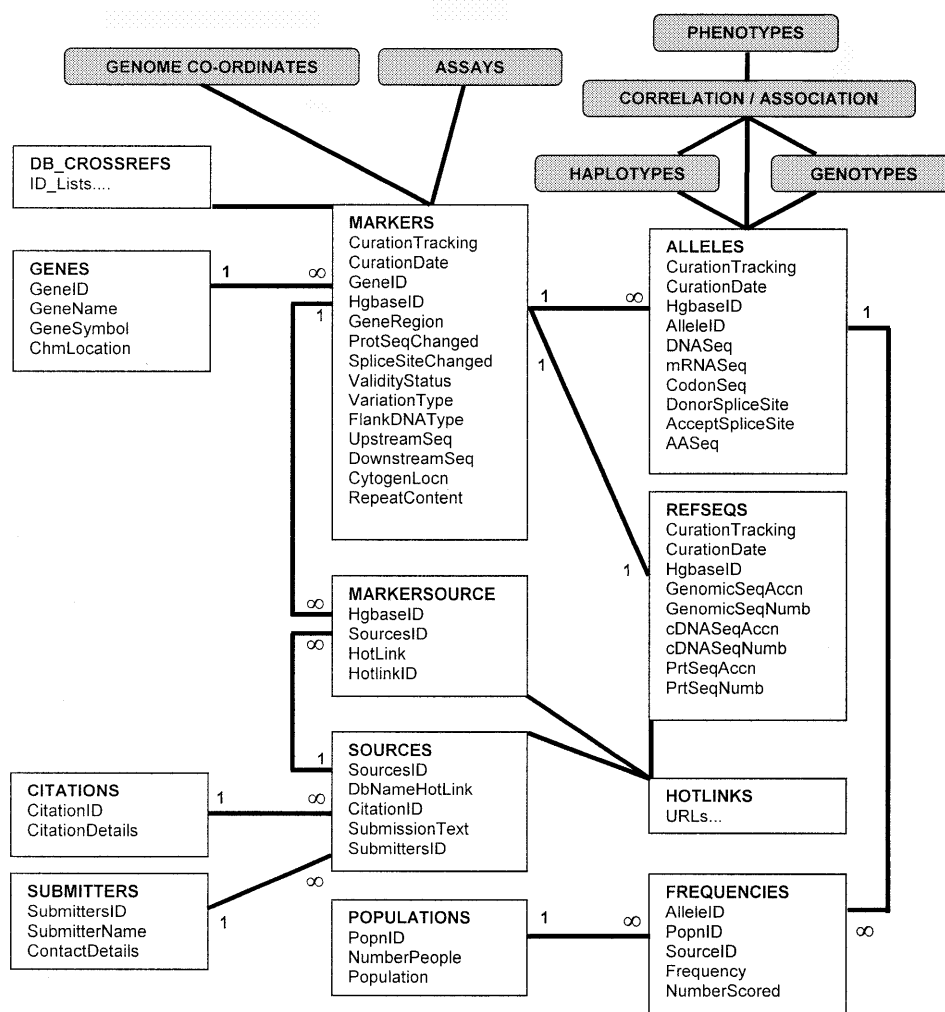 PHENOTYPES
GENOME CO-ORDINATES
ASSAYS
CORRELATION / ASSOCIATION
HAPLOTYPES
GENOTYPES
DB_CROSSREFS
ID_Lists....
GENES
GeneID
GeneName
GeneSymbol
ChmLocation
1
∞
MARKERS
CurationTracking
CurationDate
GeneID
HgbaseID
GeneRegion
ProtSeqChanged
SpliceSiteChanged
ValidityStatus
VariationType
FlankDNAType
UpstreamSeq
DownstreamSeq
CytogenLocn
RepeatContent
1
1
∞
1
ALLELES
CurationTracking
CurationDate
HgbaseID
AlleleID
DNASeq
mRNASeq
CodonSeq
DonorSpliceSite
AcceptSpliceSite
AASeq
1
REFSEQS
CurationTracking
CurationDate
HgbaseID
GenomicSeqAccn
GenomicSeqNumb
cDNASeqAccn
cDNASeqNumb
PrtSeqAccn
PrtSeqNumb
1
∞
∞
MARKERSOURCE
HgbaseID
SourcesID
HotLink
HotlinkID
1
SOURCES
SourcesID
DbNameHotLink
CitationID
SubmissionText
SubmittersID
HOTLINKS
URLs...
CITATIONS
CitationID
CitationDetails
1
∞
SUBMITTERS
SubmittersID
SubmitterName
ContactDetails
1
∞
POPULATIONS
PopnID
NumberPeople
Population
1
∞
FREQUENCIES
AlleleID
PopnID
SourceID
Frequency
NumberScored
∞